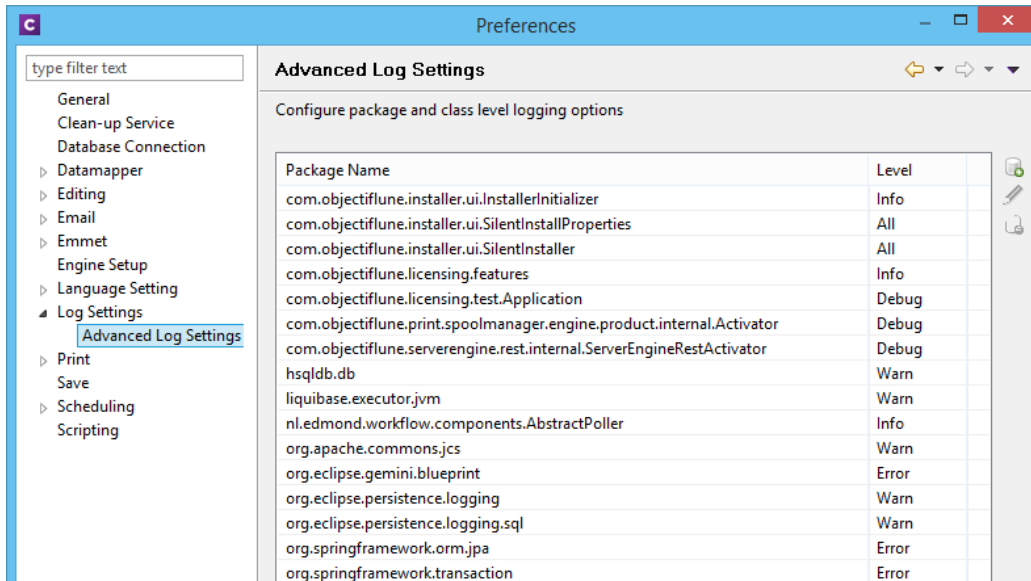 C
Preferences
type filter text
General
Clean-up Service
Database Connection
Datamapper
Editing
Email
Emmet
Engine Setup
Language Setting
Log Settings
Advanced Log Settings
Print
Save
Scheduling
Scripting
Advanced Log Settings
Configure package and class level logging options
Package Name Level
com.objectiflune.installer.ui.InstallerInitializer Info
com.objectiflune.installer.ui.SilentInstallProperties All
com.objectiflune.installer.ui.SilentInstaller All
com.objectiflune.licensing.features Info
com.objectiflune.licensing.test.Application Debug
com.objectiflune.print.spoolmanager.engine.product.internal.Activator Debug
com.objectiflune.serverengine.rest.internal.ServerEngineRestActivator Debug
hsqldb.db Warn
liquibase.executor.jvm Warn
nl.edmond.workflow.components.AbstractPoller Info
org.apache.commons.jcs Warn
org.eclipse.gemini.blueprint Error
org.eclipse.persistence.logging Warn
org.eclipse.persistence.logging.sql Warn
org.springframework.orm.jpa Error
org.springframework.transaction Error